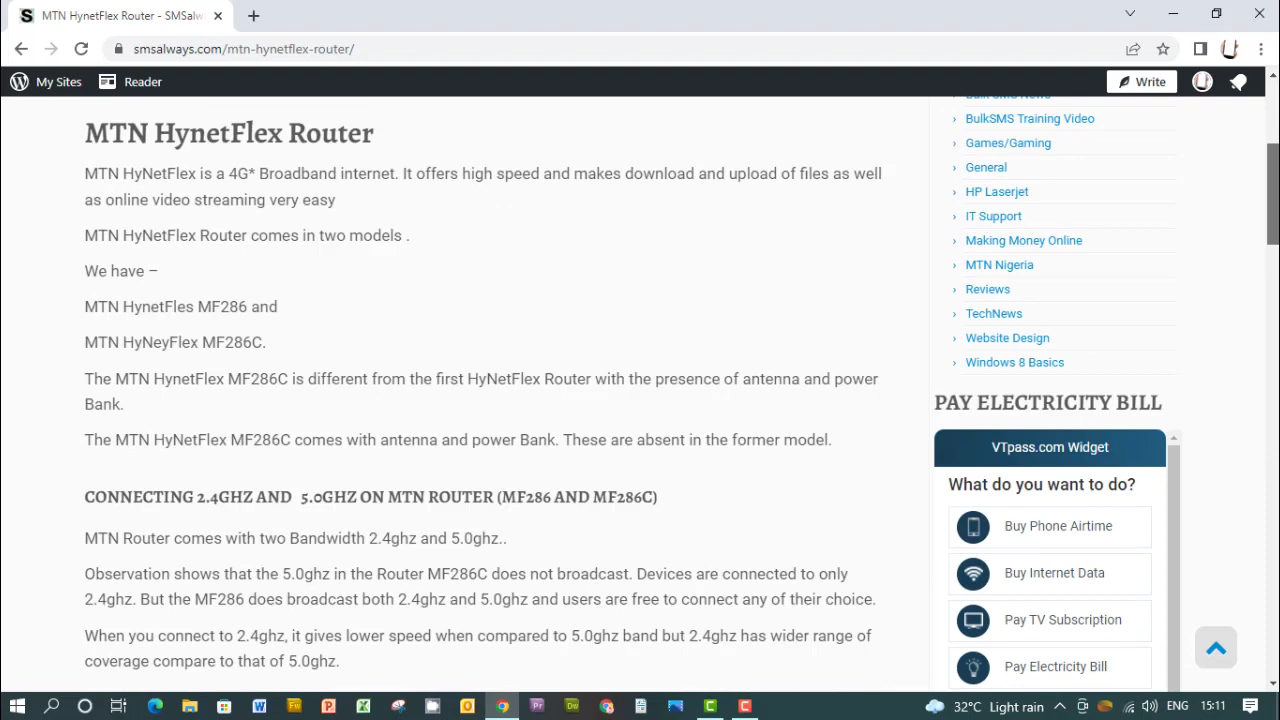 MTN HynetFlex Router - SMSalw
smsalways.com/mtn-hynetflex-router/
My Sites
Reader
Write
MTN HynetFlex Router
MTN HyNetFlex is a 4G* Broadband internet. It offers high speed and makes download and upload of files as well
as online video streaming very easy
MTN HyNetFlex Router comes in two models .
We have –
MTN HynetFles MF286 and
MTN HyNeyFlex MF286C.
The MTN HynetFlex MF286C is different from the first HyNetFlex Router with the presence of antenna and power
Bank.
The MTN HyNetFlex MF286C comes with antenna and power Bank. These are absent in the former model.
CONNECTING 2.4GHZ AND 5.0GHZ ON MTN ROUTER (MF286 AND MF286C)
MTN Router comes with two Bandwidth 2.4ghz and 5.0ghz..
Observation shows that the 5.0ghz in the Router MF286C does not broadcast. Devices are connected to only
2.4ghz. But the MF286 does broadcast both 2.4ghz and 5.0ghz and users are free to connect any of their choice.
When you connect to 2.4ghz, it gives lower speed when compared to 5.0ghz band but 2.4ghz has wider range of
coverage compare to that of 5.0ghz.
Bulk SMS News
BulkSMS Training Video
Games/Gaming
General
HP Laserjet
IT Support
Making Money Online
MTN Nigeria
Reviews
TechNews
Website Design
Windows 8 Basics
PAY ELECTRICITY BILL
VTpass.com Widget
What do you want to do?
Buy Phone Airtime
Buy Internet Data
Pay TV Subscription
Pay Electricity Bill
32°C Light rain
ENG
15:11